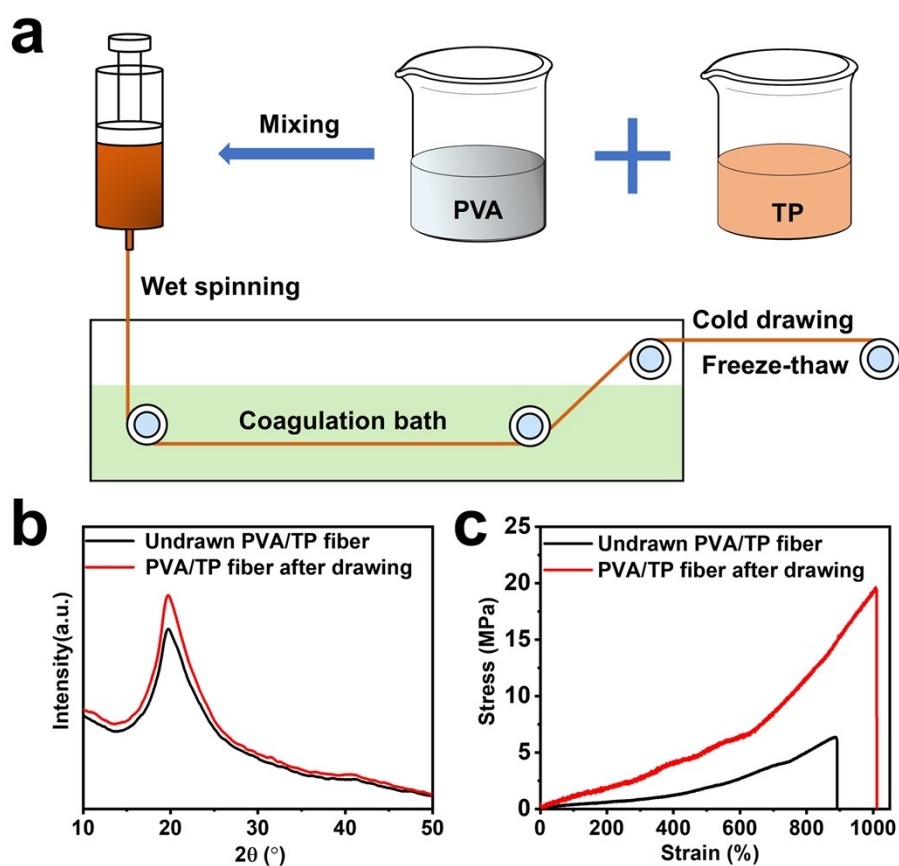 a
Mixing
PVA
TP
Wet spinning
Cold drawing
Freeze-thaw
Coagulation bath
b
Undrawn PVA/TP fiber
PVA/TP fiber after drawing
Intensity(a.u.)
10 20 30 40 50
2θ (°)
c
25
20
15
10
5
0
Undrawn PVA/TP fiber
PVA/TP fiber after drawing
Stress (MPa)
0 200 400 600 800 1000
Strain (%)